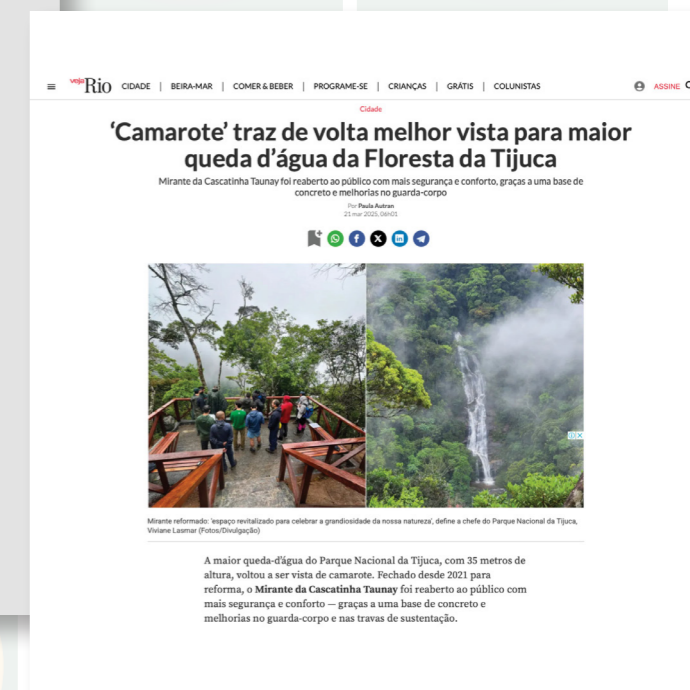 veja Rio CIDADE | BEIRA-MAR | COMER & BEBER | PROGRAME-SE | CRIANÇAS | GRÁTIS | COLUNISTAS ASSINE
Cidade
‘Camarote’ traz de volta melhor vista para maior
queda d’água da Floresta da Tijuca
Mirante da Cascatinha Taunay foi reaberto ao público com mais segurança e conforto, graças a uma base de
concreto e melhorias no guarda-corpo
Por Paula Autran
21 mar 2025, 06h01
Mirante reformado: 'espaço revitalizado para celebrar a grandiosidade da nossa natureza', define a chefe do Parque Nacional da Tijuca,
Viviane Lasmar (Fotos/Divulgação)
A maior queda-d’água do Parque Nacional da Tijuca, com 35 metros de
altura, voltou a ser vista de camarote. Fechado desde 2021 para
reforma, o Mirante da Cascatinha Taunay foi reaberto ao público com
mais segurança e conforto — graças a uma base de concreto e
melhorias no guarda-corpo e nas travas de sustentação.